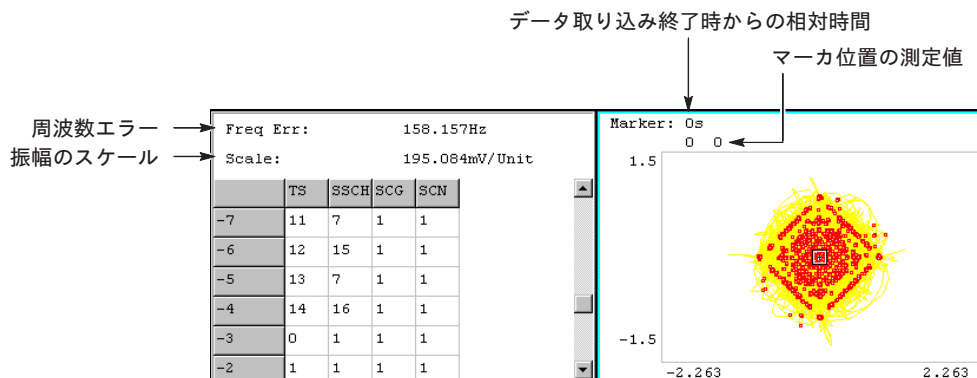 データ取り込み終了時からの相対時間
マーカ位置の測定値
周波数エラー
振幅のスケール
Freq Err: 158.157Hz
Scale: 195.084mV/Unit
TS SSCH SCG SCN
-7 11 7 1 1
-6 12 15 1 1
-5 13 7 1 1
-4 14 16 1 1
-3 0 1 1 1
-2 1 1 1 1
Marker: 0s
0 0
1.5
-1.5
-2.263 2.263